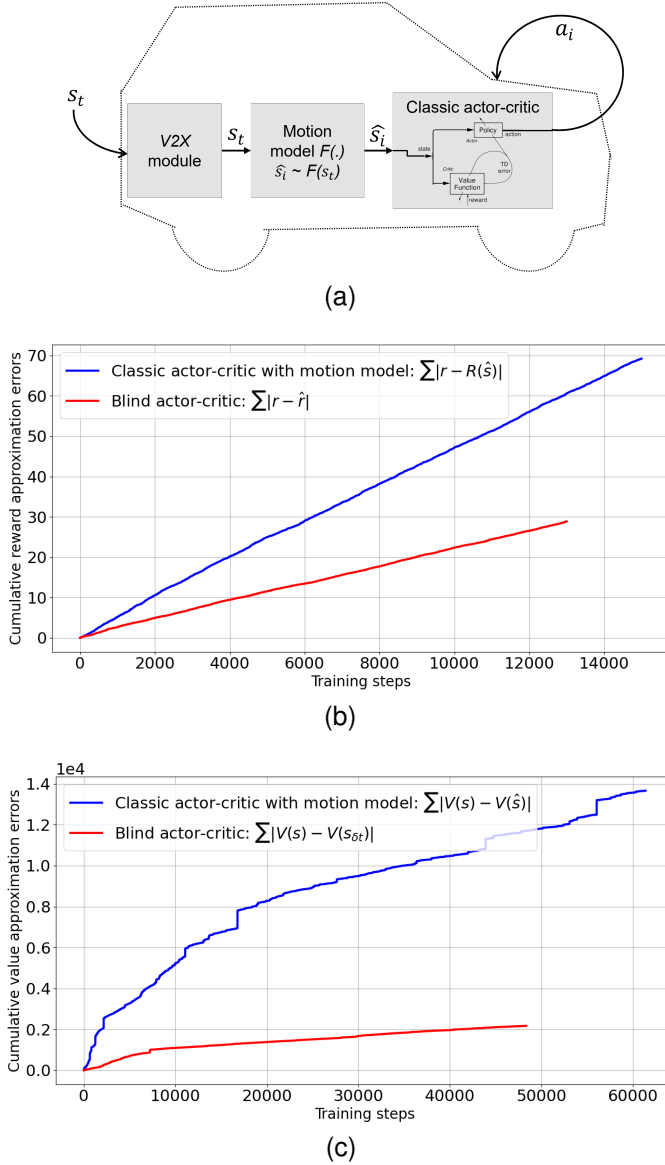 a_i
s_t
V2X
module
s_t
Motion
model F(.)
ŝ_i ~ F(s_t)
ŝ_i
Classic actor-critic
Policy
Actor
action
state
Critic
TD
error
Value
Function
reward
(a)
Cumulative reward approximation errors
70
60
50
40
30
20
10
0
Classic actor-critic with motion model: ∑|r − R(ŝ)|
Blind actor-critic: ∑|r − r̂|
0 2000 4000 6000 8000 10000 12000 14000
Training steps
(b)
1e4
Cumulative value approximation errors
1.4
1.2
1.0
0.8
0.6
0.4
0.2
0.0
Classic actor-critic with motion model: ∑|V(s) − V(ŝ)|
Blind actor-critic: ∑|V(s) − V(s_δt)|
0 10000 20000 30000 40000 50000 60000
Training steps
(c)